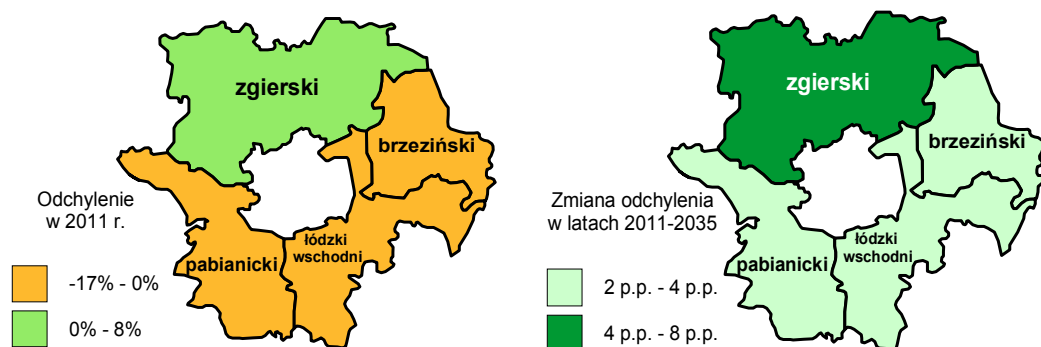 zgierski
brzeziński
Odchylenie
w 2011 r.
łódzki
wschodni
pabianicki
-17% - 0%
0% - 8%
zgierski
brzeziński
Zmiana odchylenia
w latach 2011-2035
łódzki
wschodni
pabianicki
2 p.p. - 4 p.p.
4 p.p. - 8 p.p.